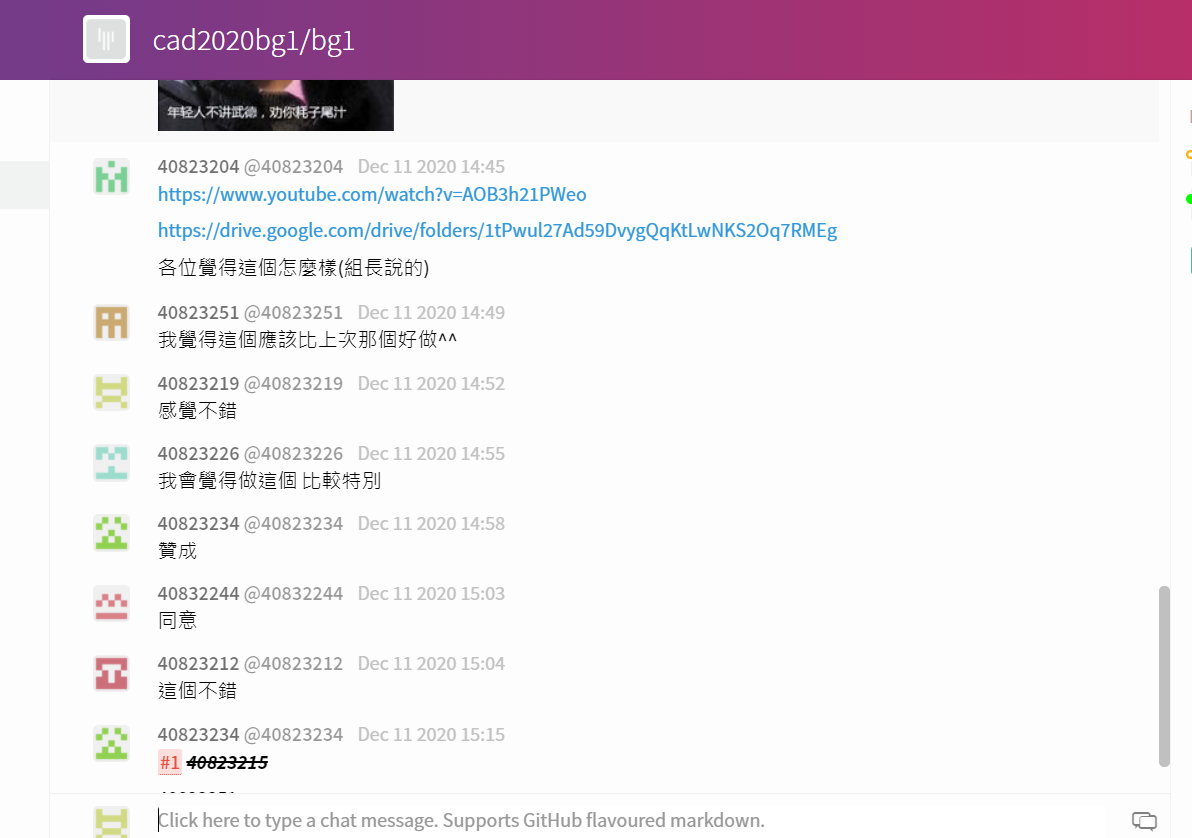 cad2020bg1/bg1
年轻人不讲武德，劝你耗子尾汁
40823204 @40823204 Dec 11 2020 14:45
https://www.youtube.com/watch?v=AOB3h21PWeo
https://drive.google.com/drive/folders/1tPwul27Ad59DvygQqKtLwNKS2Oq7RMEg
各位覺得這個怎麼樣(組長說的)
40823251 @40823251 Dec 11 2020 14:49
我覺得這個應該比上次那個好做^^
40823219 @40823219 Dec 11 2020 14:52
感覺不錯
40823226 @40823226 Dec 11 2020 14:55
我會覺得做這個 比較特別
40823234 @40823234 Dec 11 2020 14:58
贊成
40832244 @40832244 Dec 11 2020 15:03
同意
40823212 @40823212 Dec 11 2020 15:04
這個不錯
40823234 @40823234 Dec 11 2020 15:15
#1 40823215
Click here to type a chat message. Supports GitHub flavoured markdown.